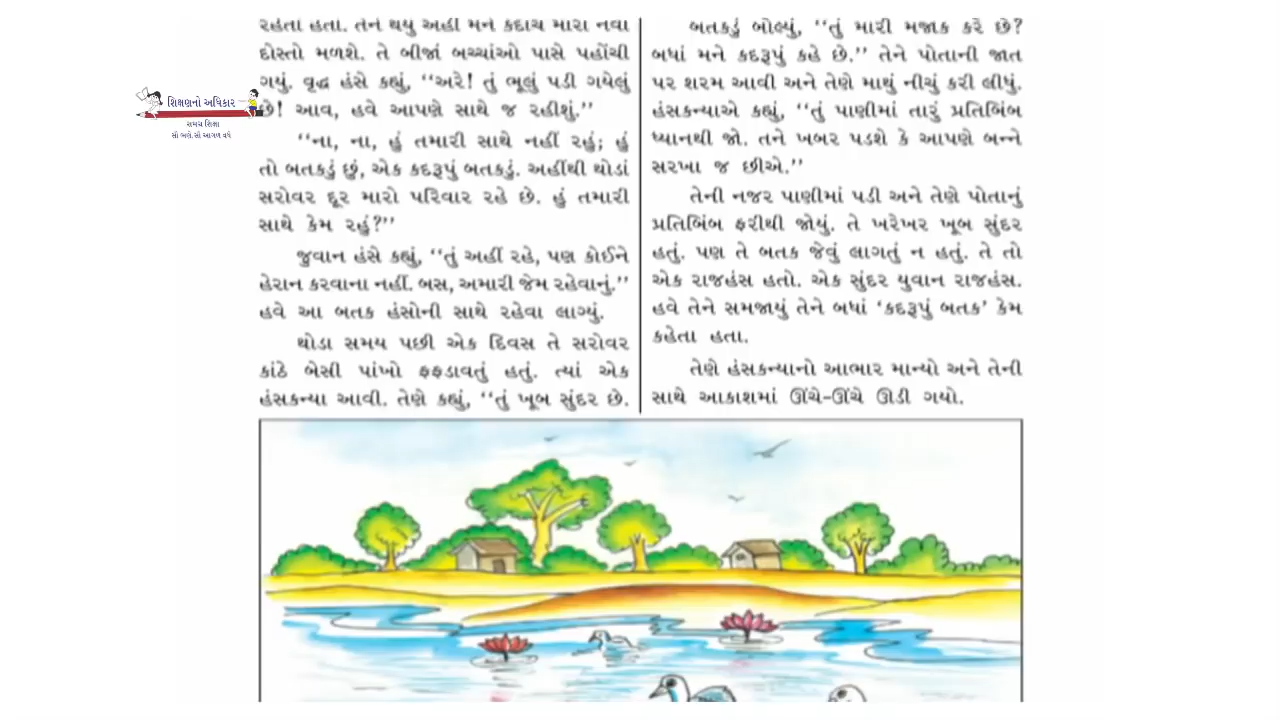 રહેતા હતા. તેને થયું અહીં મને કદાચ મારા નવા
દોસ્તો મળશે. તે બીજાં બચ્ચાંઓ પાસે પહોંચી
ગયું. વૃદ્ધ હંસે કહ્યું, ‘‘અરે! તું ભૂલું પડી ગયેલું
છે! આવ, હવે આપણે સાથે જ રહીશું.’’
‘‘ના, ના, હું તમારી સાથે નહીં રહું; હું
તો બતકડું છું, એક કદરૂપું બતકડું. અહીંથી થોડાં
સરોવર દૂર મારો પરિવાર રહે છે. હું તમારી
સાથે કેમ રહું?’’
જુવાન હંસે કહ્યું, ‘‘તું અહીં રહે, પણ કોઈને
હેરાન કરવાના નહીં. બસ, અમારી જેમ રહેવાનું.’’
હવે આ બતક હંસોની સાથે રહેવા લાગ્યું.
થોડા સમય પછી એક દિવસ તે સરોવર
કાંઠે બેસી પાંખો ફફડાવતું હતું. ત્યાં એક
હંસકન્યા આવી. તેણે કહ્યું, ‘‘તું ખૂબ સુંદર છે.
બતકડું બોલ્યું, ‘‘તું મારી મજાક કરે છે?
બધાં મને કદરૂપું કહે છે.’’ તેને પોતાની જાત
પર શરમ આવી અને તેણે માથું નીચું કરી લીધું.
હંસકન્યાએ કહ્યું, ‘‘તું પાણીમાં તારું પ્રતિબિંબ
ધ્યાનથી જો. તને ખબર પડશે કે આપણે બન્ને
સરખા જ છીએ.’’
તેની નજર પાણીમાં પડી અને તેણે પોતાનું
પ્રતિબિંબ ફરીથી જોયું. તે ખરેખર ખૂબ સુંદર
હતું. પણ તે બતક જેવું લાગતું ન હતું. તે તો
એક રાજહંસ હતો. એક સુંદર યુવાન રાજહંસ.
હવે તેને સમજાયું તેને બધાં ‘કદરૂપું બતક’ કેમ
કહેતા હતા.
તેણે હંસકન્યાનો આભાર માન્યો અને તેની
સાથે આકાશમાં ઊંચે-ઊંચે ઊડી ગયો.
શિક્ષણનો અધિકાર
સમગ્ર શિક્ષા
સૌ ભણે.સૌ આગળ વધે